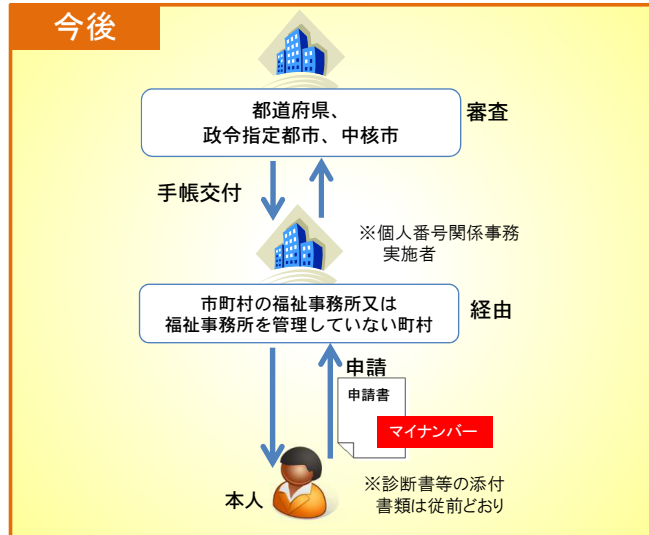 今後
都道府県、
政令指定都市、中核市
審査
手帳交付
※個人番号関係事務
実施者
市町村の福祉事務所又は
福祉事務所を管理していない町村
経由
申請
申請書
マイナンバー
本人
※診断書等の添付
書類は従前どおり